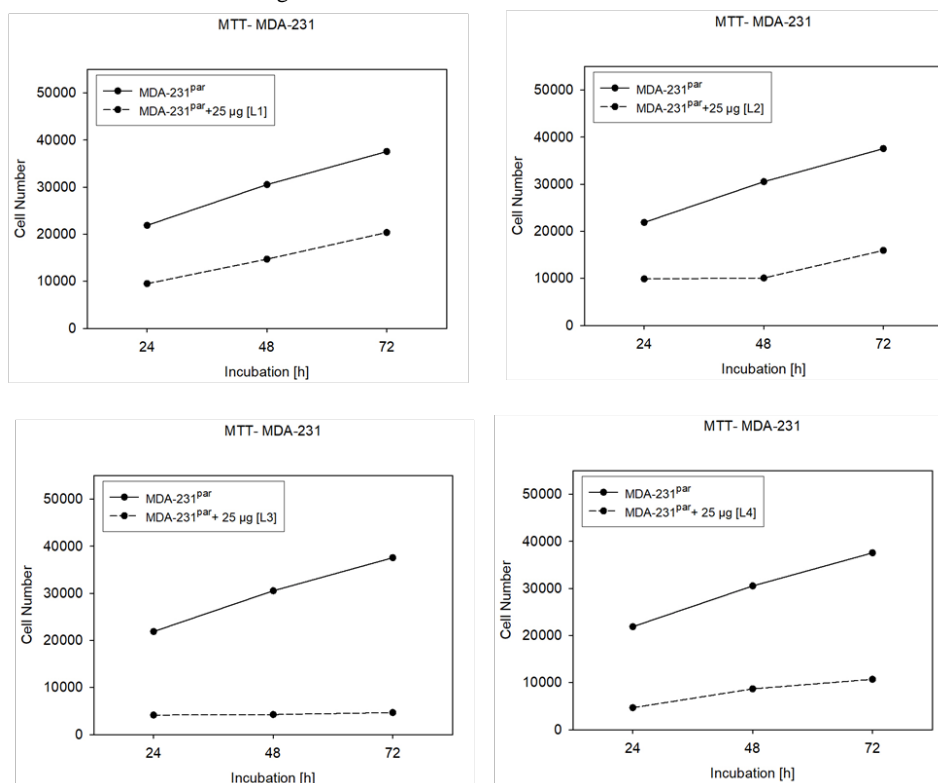 MTT- MDA-231
MDA-231par
MDA-231par+25 µg [L1]
Cell Number
50000
40000
30000
20000
10000
0
24 48 72
Incubation [h]
MTT- MDA-231
MDA-231par
MDA-231par+25 µg [L2]
Cell Number
50000
40000
30000
20000
10000
0
24 48 72
Incubation [h]
MTT- MDA-231
MDA-231par
MDA-231par+ 25 µg [L3]
Cell Number
50000
40000
30000
20000
10000
0
24 48 72
Incubation [h]
MTT- MDA-231
MDA-231par
MDA-231par+ 25 µg [L4]
Cell Number
50000
40000
30000
20000
10000
0
24 48 72
Incubation [h]